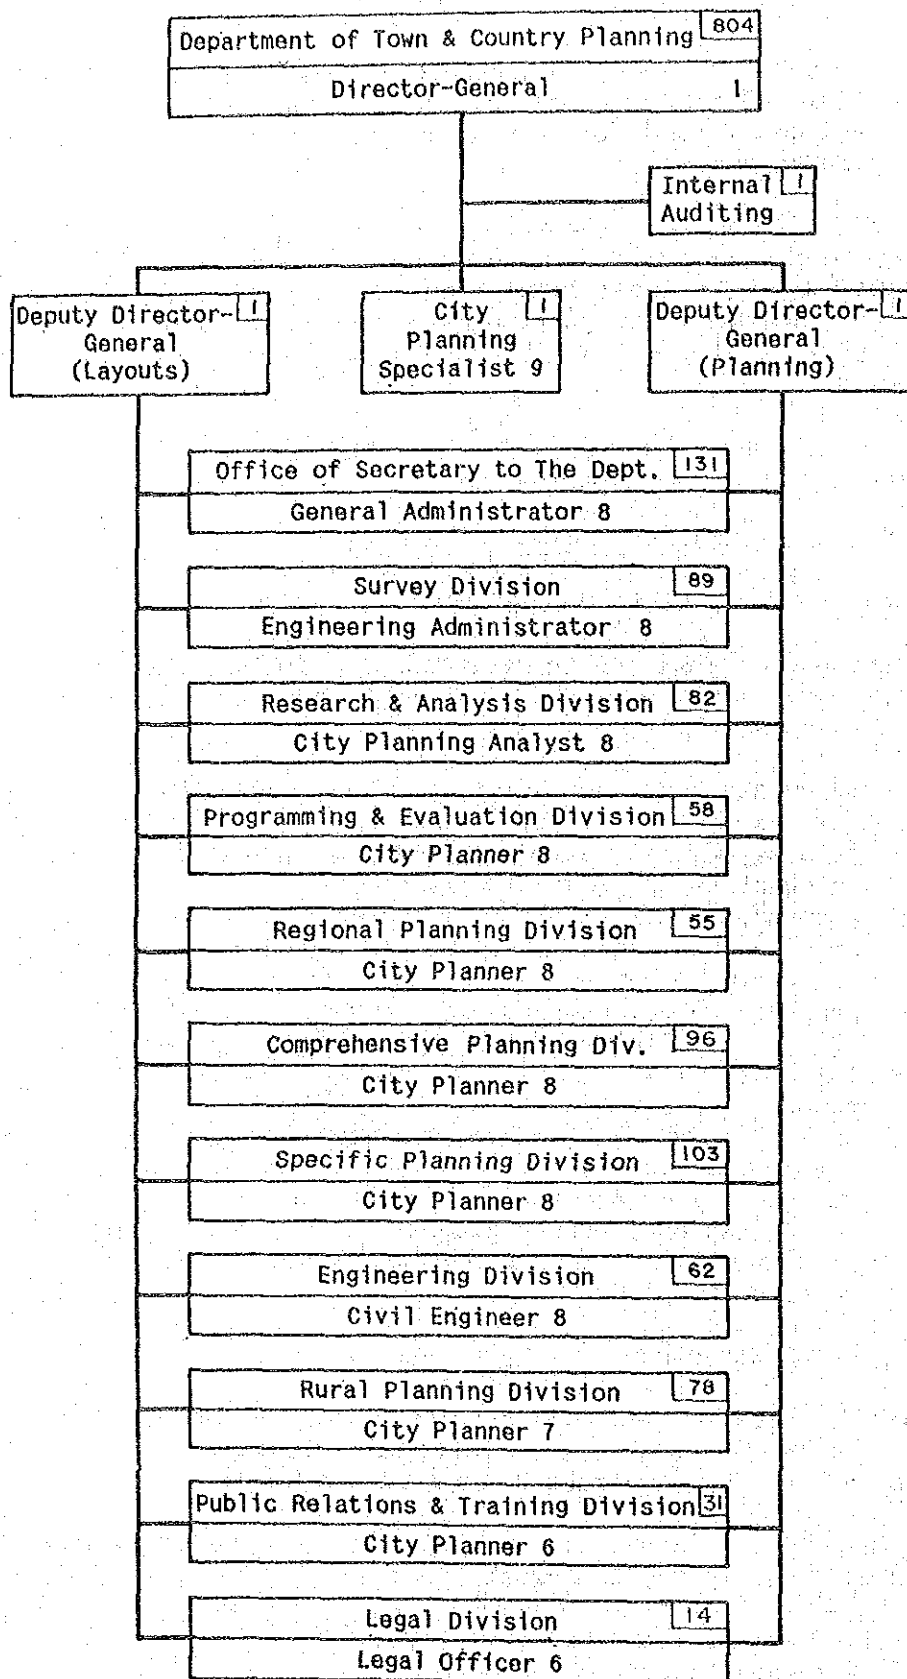 Department of Town & Country Planning 804
Director-General 1
Internal 1
Auditing
Deputy Director- 1
General
(Layouts)
City 1
Planning
Specialist 9
Deputy Director- 1
General
(Planning)
Office of Secretary to The Dept. 131
General Administrator 8
Survey Division 89
Engineering Administrator 8
Research & Analysis Division 82
City Planning Analyst 8
Programming & Evaluation Division 58
City Planner 8
Regional Planning Division 55
City Planner 8
Comprehensive Planning Div. 96
City Planner 8
Specific Planning Division 103
City Planner 8
Engineering Division 62
Civil Engineer 8
Rural Planning Division 78
City Planner 7
Public Relations & Training Division 31
City Planner 6
Legal Division 14
Legal Officer 6